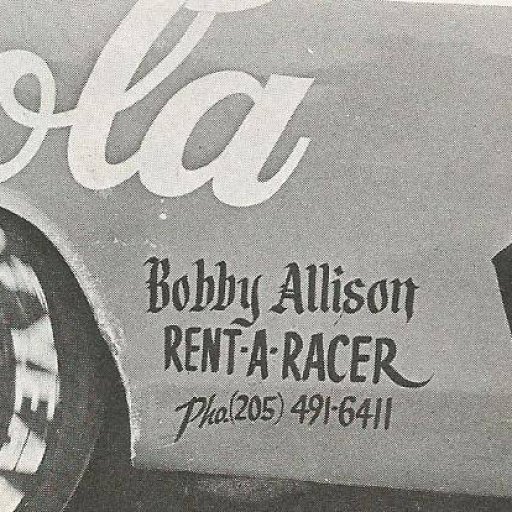 ola
Bobby Allison
RENT-A-RACER
Pho. (205) 491-6411